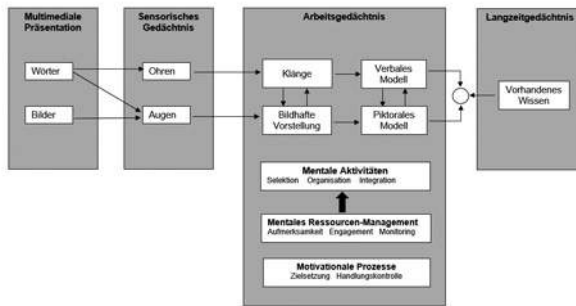 Multimediale
Präsentation
Wörter
Bilder
Sensorisches
Gedächtnis
Ohren
Augen
Arbeitsgedächtnis
Klänge
Verbales
Modell
Bildhafte
Vorstellung
Piktorales
Modell
Mentale Aktivitäten
Selektion Organisation Integration
Mentales Ressourcen-Management
Aufmerksamkeit Engagement Monitoring
Motivationale Prozesse
Zielsetzung Handlungskontrolle
Langzeitgedächtnis
Vorhandenes
Wissen